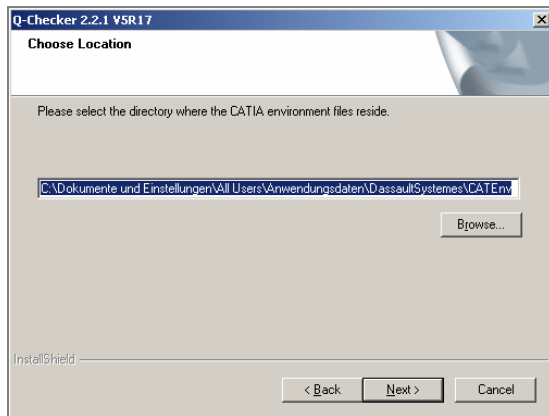 Q-Checker 2.2.1 V5R17
Choose Location
Please select the directory where the CATIA environment files reside.
C:\Dokumente und Einstellungen\All Users\Anwendungsdaten\DassaultSystemes\CATEnv
Browse...
InstallShield
< Back
Next >
Cancel